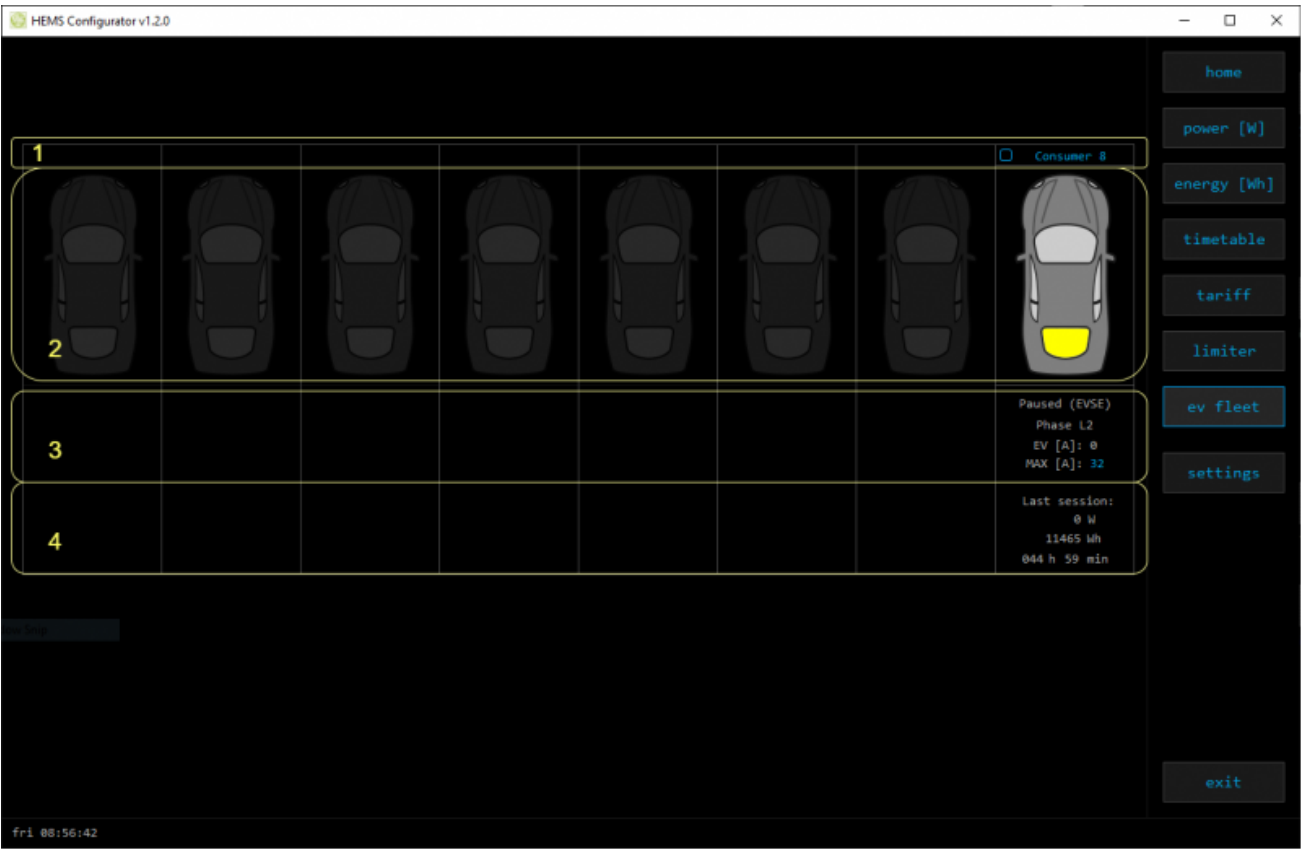 HEMS Configurator v1.2.0
home
power [W]
1
Consumer 8
energy [Wh]
timetable
tariff
2
limiter
Paused (EVSE)
ev fleet
Phase L2
3
EV [A]: 0
MAX [A]: 32
settings
Last session:
0 W
4
11465 Wh
044 h 59 min
Snip
exit
fri 08:56:42